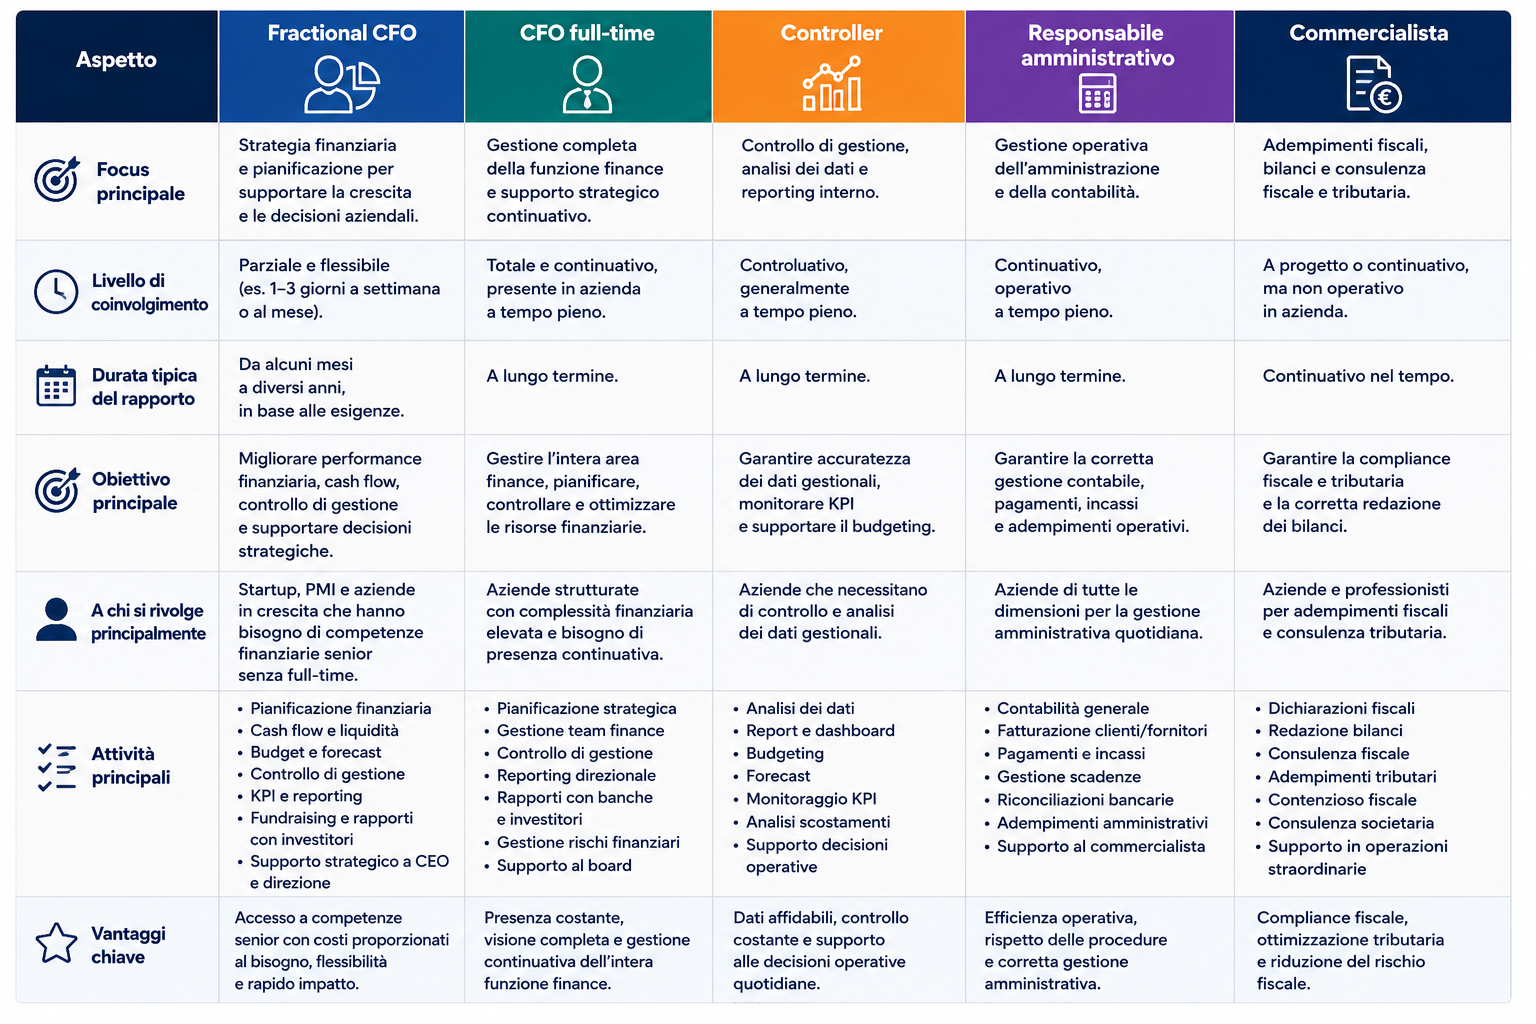 Aspetto
Fractional CFO
CFO full-time
Controller
Responsabile
amministrativo
Commercialista
€
Focus
principale
Strategia finanziaria
e pianificazione per
supportare la crescita
e le decisioni aziendali.
Gestione completa
della funzione finance
e supporto strategico
continuativo.
Controllo di gestione,
analisi dei dati e
reporting interno.
Gestione operativa
dell'amministrazione
e della contabilità.
Adempimenti fiscali,
bilanci e consulenza
fiscale e tributaria.
Livello di
coinvolgimento
Parziale e flessibile
(es. 1–3 giorni a settimana
o al mese).
Totale e continuativo,
presente in azienda
a tempo pieno.
Controluativo,
generalmente
a tempo pieno.
Continuativo,
operativo
a tempo pieno.
A progetto o continuativo,
ma non operativo
in azienda.
Durata tipica
del rapporto
Da alcuni mesi
a diversi anni,
in base alle esigenze.
A lungo termine.
A lungo termine.
A lungo termine.
Continuativo nel tempo.
Obiettivo
principale
Migliorare performance
finanziaria, cash flow,
controllo di gestione
e supportare decisioni
strategiche.
Gestire l'intera area
finance, pianificare,
controllare e ottimizzare
le risorse finanziarie.
Garantire accuratezza
dei dati gestionali,
monitorare KPI
e supportare il budgeting.
Garantire la corretta
gestione contabile,
pagamenti, incassi
e adempimenti operativi.
Garantire la compliance
fiscale e tributaria
e la corretta redazione
dei bilanci.
A chi si rivolge
principalmente
Startup, PMI e aziende
in crescita che hanno
bisogno di competenze
finanziarie senior
senza full-time.
Aziende strutturate
con complessità finanziaria
elevata e bisogno di
presenza continuativa.
Aziende che necessitano
di controllo e analisi
dei dati gestionali.
Aziende di tutte le
dimensioni per la gestione
amministrativa quotidiana.
Aziende e professionisti
per adempimenti fiscali
e consulenza tributaria.
Attività
principali
• Pianificazione finanziaria
• Cash flow e liquidità
• Budget e forecast
• Controllo di gestione
• KPI e reporting
• Fundraising e rapporti
con investitori
• Supporto strategico a CEO
e direzione
• Pianificazione strategica
• Gestione team finance
• Controllo di gestione
• Reporting direzionale
• Rapporti con banche
e investitori
• Gestione rischi finanziari
• Supporto al board
• Analisi dei dati
• Report e dashboard
• Budgeting
• Forecast
• Monitoraggio KPI
• Analisi scostamenti
• Supporto decisioni
operative
• Contabilità generale
• Fatturazione clienti/fornitori
• Pagamenti e incassi
• Gestione scadenze
• Riconciliazioni bancarie
• Adempimenti amministrativi
• Supporto al commercialista
• Dichiarazioni fiscali
• Redazione bilanci
• Consulenza fiscale
• Adempimenti tributari
• Contenzioso fiscale
• Consulenza societaria
• Supporto in operazioni
straordinarie
Vantaggi
chiave
Accesso a competenze
senior con costi proporzionati
al bisogno, flessibilità
e rapido impatto.
Presenza costante,
visione completa e gestione
continuativa dell'intera
funzione finance.
Dati affidabili, controllo
costante e supporto
alle decisioni operative
quotidiane.
Efficienza operativa,
rispetto delle procedure
e corretta gestione
amministrativa.
Compliance fiscale,
ottimizzazione tributaria
e riduzione del rischio
fiscale.